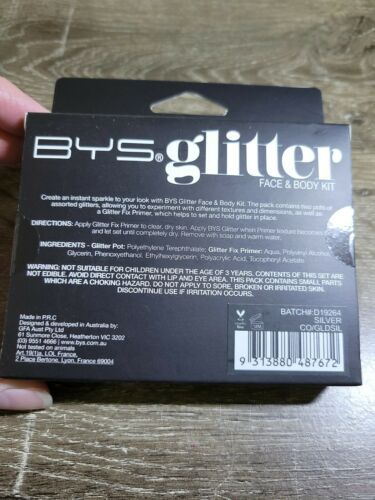 BYS® glitter
FACE & BODY KIT
Create an instant sparkle to your look with BYS Glitter Face & Body Kit. The pack contains two pots of
assorted glitters, allowing you to experiment with different textures and dimensions, as well as
a Glitter Fix Primer, which helps to set and hold glitter in place.
DIRECTIONS: Apply Glitter Fix Primer to clear, dry skin. Apply BYS Glitter when Primer texture becomes
and let set until completely dry. Remove with soap and warm water.
INGREDIENTS - Glitter Pot: Polyethylene Terephthalate; Glitter Fix Primer: Aqua, Polyvinyl Alcohol,
Glycerin, Phenoxyethanol, Ethylhexylglycerin, Polyacrylic Acid, Tocopheryl Acetate
WARNING: NOT SUITABLE FOR CHILDREN UNDER THE AGE OF 3 YEARS. CONTENTS OF THIS SET ARE
NOT EDIBLE. AVOID DIRECT CONTACT WITH LIP AND EYE AREA. THIS PACK CONTAINS SMALL PARTS
WHICH ARE A CHOKING HAZARD. DO NOT APPLY TO SORE, BROKEN OR IRRITATED SKIN.
DISCONTINUE USE IF IRRITATION OCCURS.
Made in P.R.C
Designed & developed in Australia by:
GFA Aust Pty Ltd
61 Sunmore Close, Heatherton VIC 3202
(03) 9551 4666 | www.bys.com.au
Not tested on animals
Art.19(1)a, LOL France,
2 Place Bertone, Lyon, France 69004
BATCH#:D19264
SILVER
CO/GLDSIL
12M
9 313880 487672